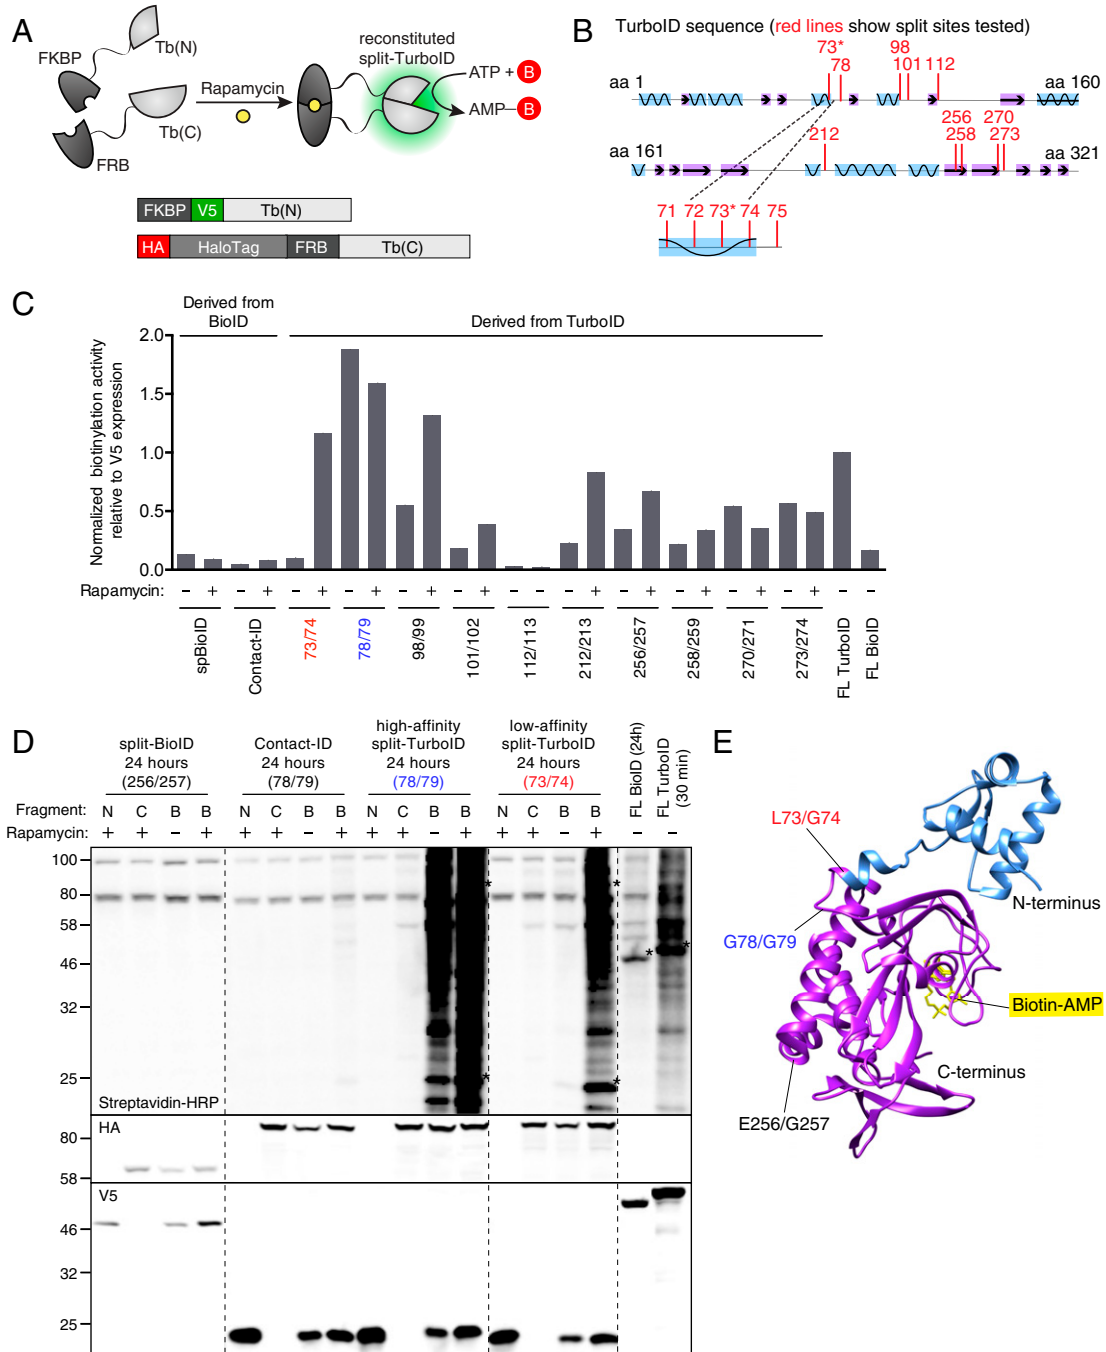 A
FKBP
Tb(N)
Tb(C)
FRB
Rapamycin
reconstituted
split-TurboID
ATP + B
AMP–B
FKBP V5 Tb(N)
HA HaloTag FRB Tb(C)
B
TurboID sequence (red lines show split sites tested)
73* 98
78 101 112
aa 1 aa 160
256 270
212 258 273
aa 161 aa 321
71 72 73* 74 75
C
Derived from
BioID
Derived from TurboID
Normalized biotinylation activity
relative to V5 expression
2.0
1.5
1.0
0.5
0.0
Rapamycin: – + – + – + – + – + – + – + – + – + – + – + – +
spBioID
Contact-ID
73/74
78/79
98/99
101/102
112/113
212/213
256/257
258/259
270/271
273/274
FL TurboID
FL BioID
D
split-BioID
24 hours
(256/257)
Contact-ID
24 hours
(78/79)
high-affinity
split-TurboID
24 hours
(78/79)
low-affinity
split-TurboID
24 hours
(73/74)
FL BioID (24h)
FL TurboID
(30 min)
Fragment: N C B B N C B B N C B B N C B B
Rapamycin: + + – + + + – + + + – + + + – + – –
100
80
58
46
32
25
* * * * * *
Streptavidin-HRP
HA
80
58
V5
46
32
25
E
L73/G74
N-terminus
G78/G79
Biotin-AMP
C-terminus
E256/G257